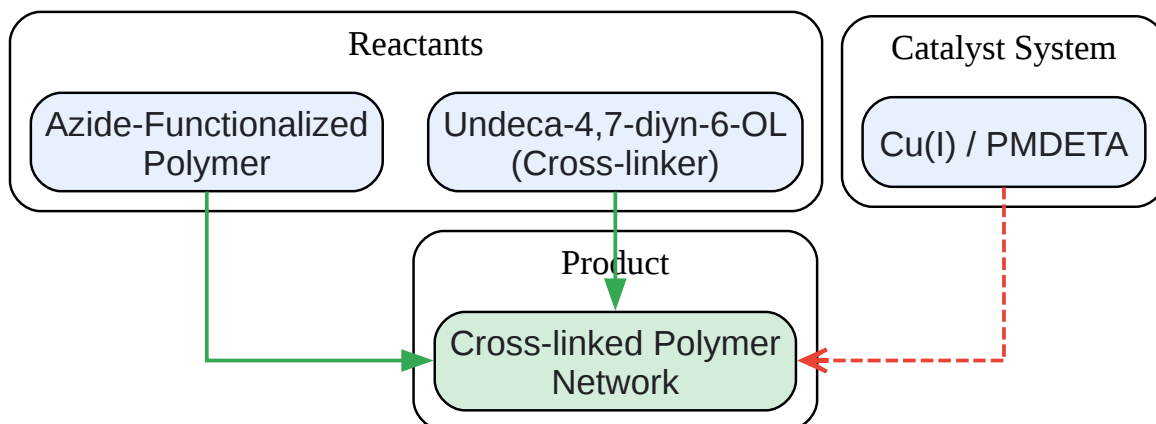 Reactants
Azide-Functionalized
Polymer
Undeca-4,7-diyn-6-OL
(Cross-linker)
Catalyst System
Cu(I) / PMDETA
Product
Cross-linked Polymer
Network